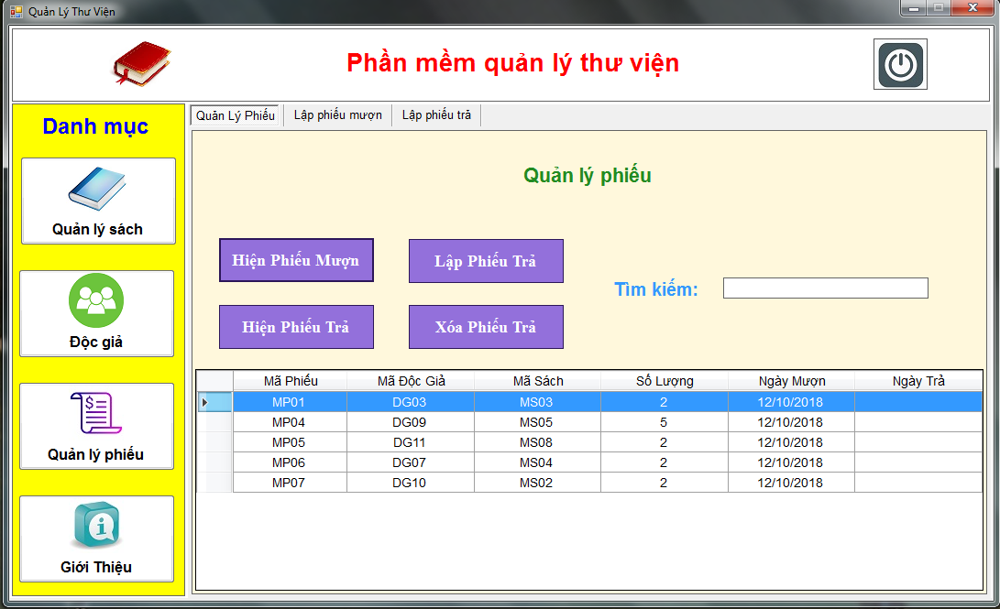 Quản Lý Thư Viện
Phần mềm quản lý thư viện
Danh mục
Quản lý sách
Độc giả
Quản lý phiếu
Giới Thiệu
Quản Lý Phiếu Lập phiếu mượn Lập phiếu trả
Quản lý phiếu
Hiện Phiếu Mượn Lập Phiếu Trả
Tìm kiếm:
Hiện Phiếu Trả Xóa Phiếu Trả
Mã Phiếu Mã Độc Giả Mã Sách Số Lượng Ngày Mượn Ngày Trả
MP01 DG03 MS03 2 12/10/2018
MP04 DG09 MS05 5 12/10/2018
MP05 DG11 MS08 2 12/10/2018
MP06 DG07 MS04 2 12/10/2018
MP07 DG10 MS02 2 12/10/2018